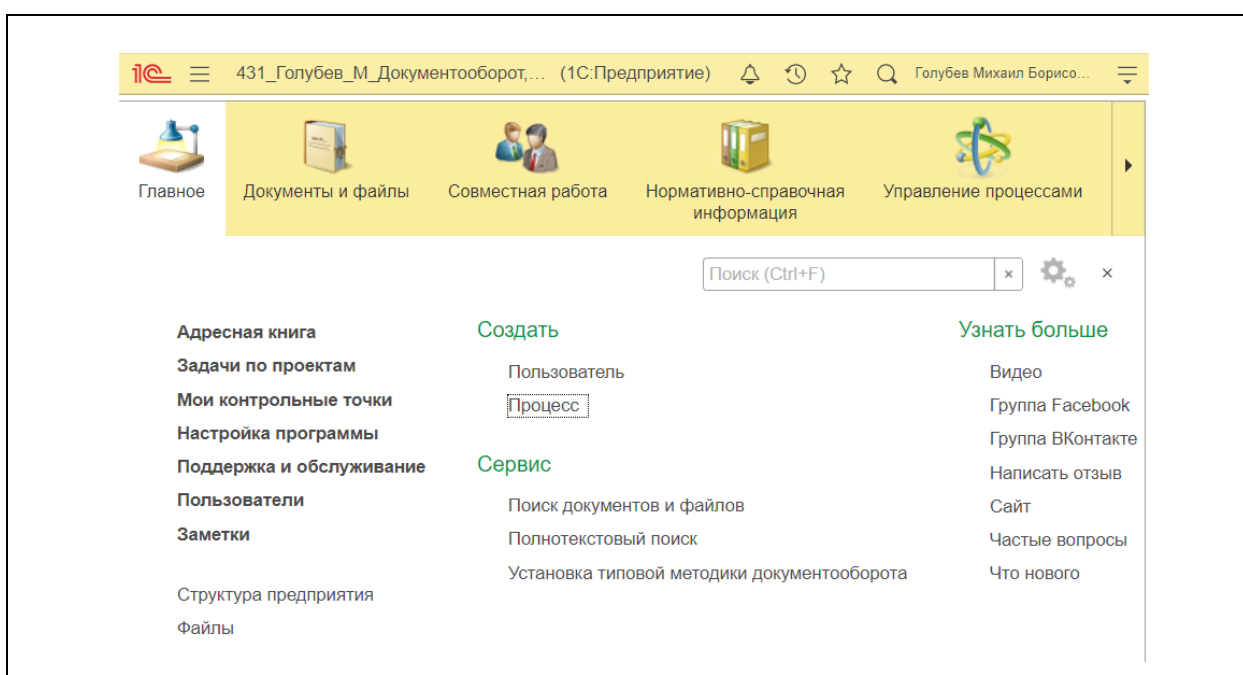 1С 431_Голубев_М_Документооборот,... (1С:Предприятие) Голубев Михаил Борисо...
Главное
Документы и файлы
Совместная работа
Нормативно-справочная
информация
Управление процессами
Поиск (Ctrl+F)
Адресная книга
Задачи по проектам
Мои контрольные точки
Настройка программы
Поддержка и обслуживание
Пользователи
Заметки
Структура предприятия
Файлы
Создать
Пользователь
Процесс
Сервис
Поиск документов и файлов
Полнотекстовый поиск
Установка типовой методики документооборота
Узнать больше
Видео
Группа Facebook
Группа ВКонтакте
Написать отзыв
Сайт
Частые вопросы
Что нового